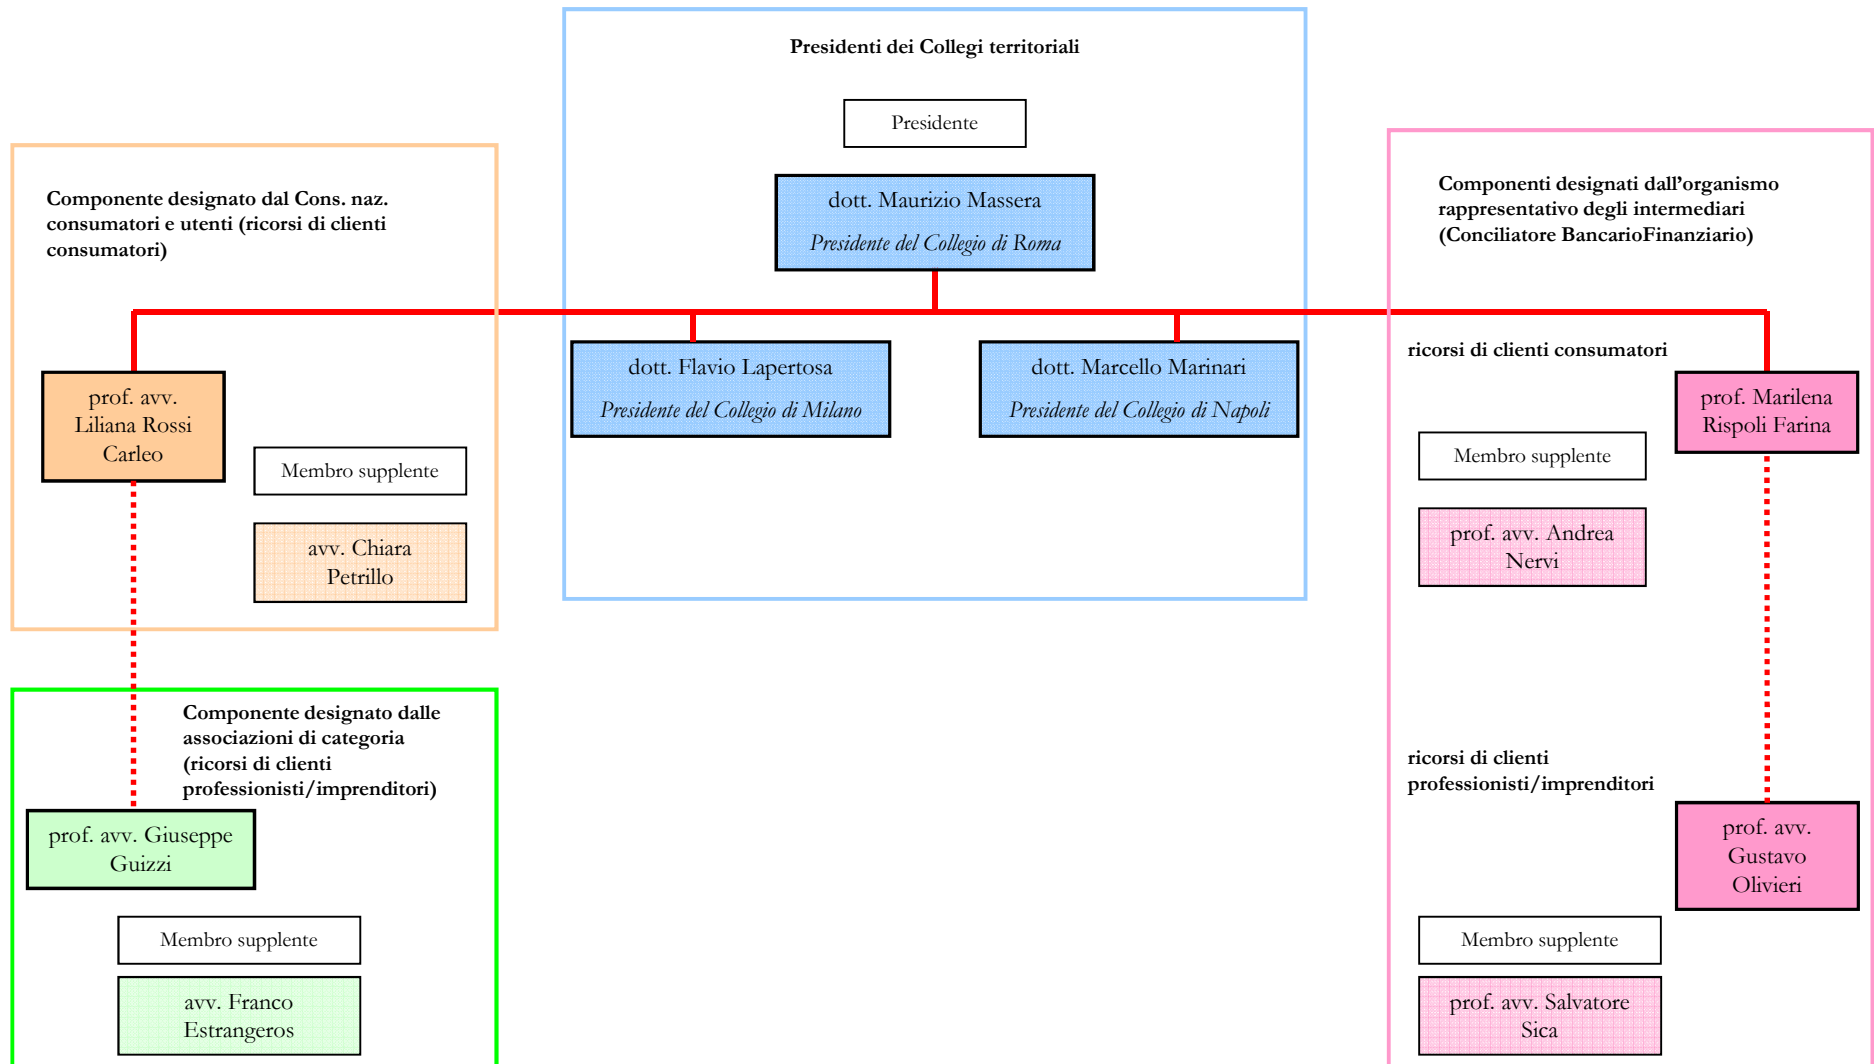 Presidenti dei Collegi territoriali
Presidente
dott. Maurizio Massera
Presidente del Collegio di Roma
dott. Flavio Lapertosa
Presidente del Collegio di Milano
dott. Marcello Marinari
Presidente del Collegio di Napoli
Componente designato dal Cons. naz.
consumatori e utenti (ricorsi di clienti
consumatori)
prof. avv.
Liliana Rossi
Carleo
Membro supplente
avv. Chiara
Petrillo
Componente designato dalle
associazioni di categoria
(ricorsi di clienti
professionisti/imprenditori)
prof. avv. Giuseppe
Guizzi
Membro supplente
avv. Franco
Estrangeros
Componenti designati dall'organismo
rappresentativo degli intermediari
(Conciliatore BancarioFinanziario)
ricorsi di clienti consumatori
prof. Marilena
Rispoli Farina
Membro supplente
prof. avv. Andrea
Nervi
ricorsi di clienti
professionisti/imprenditori
prof. avv.
Gustavo
Olivieri
Membro supplente
prof. avv. Salvatore
Sica